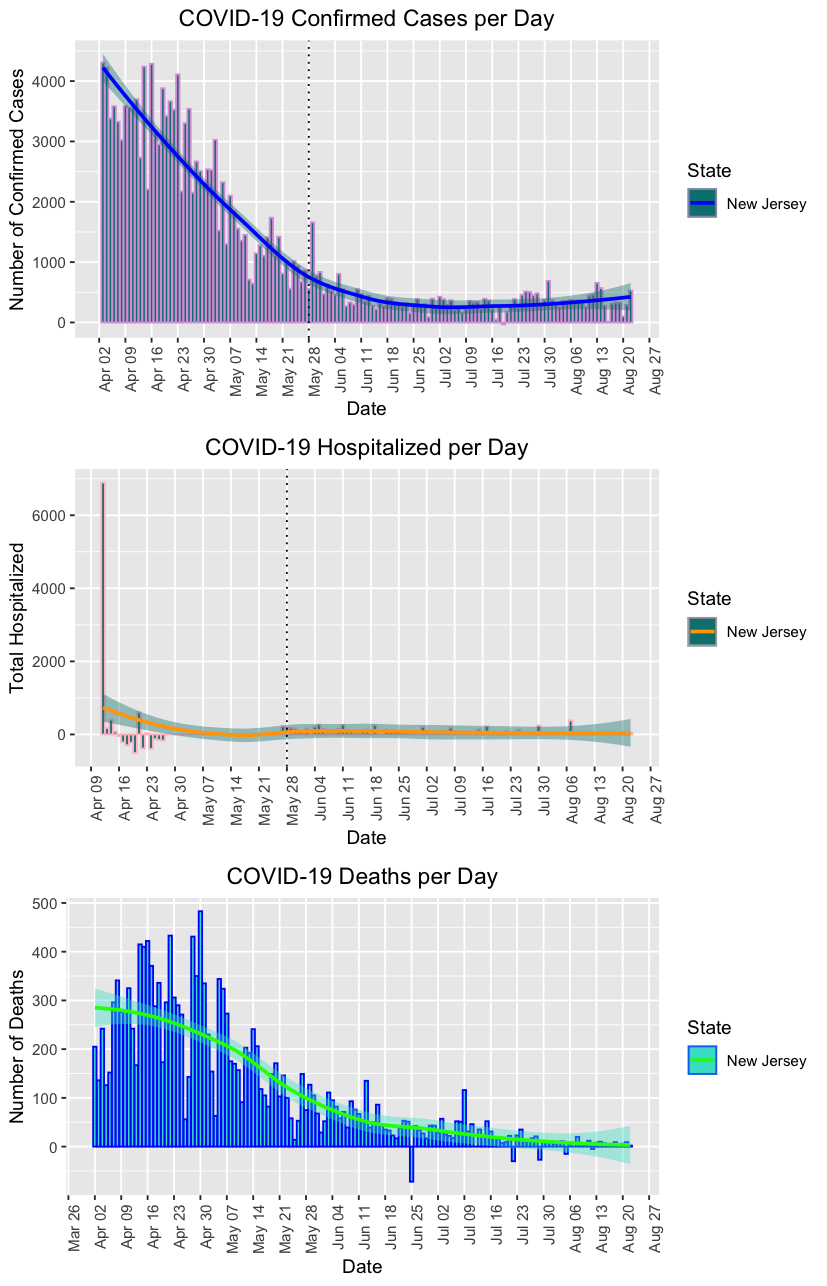 COVID-19 Confirmed Cases per Day
Number of Confirmed Cases
4000
3000
2000
1000
0
Apr 02
Apr 09
Apr 16
Apr 23
Apr 30
May 07
May 14
May 21
May 28
Jun 04
Jun 11
Jun 18
Jun 25
Jul 02
Jul 09
Jul 16
Jul 23
Jul 30
Aug 06
Aug 13
Aug 20
Aug 27
Date
State
New Jersey
COVID-19 Hospitalized per Day
Total Hospitalized
6000
4000
2000
0
Apr 09
Apr 16
Apr 23
Apr 30
May 07
May 14
May 21
May 28
Jun 04
Jun 11
Jun 18
Jun 25
Jul 02
Jul 09
Jul 16
Jul 23
Jul 30
Aug 06
Aug 13
Aug 20
Aug 27
Date
State
New Jersey
COVID-19 Deaths per Day
Number of Deaths
500
400
300
200
100
0
Mar 26
Apr 02
Apr 09
Apr 16
Apr 23
Apr 30
May 07
May 14
May 21
May 28
Jun 04
Jun 11
Jun 18
Jun 25
Jul 02
Jul 09
Jul 16
Jul 23
Jul 30
Aug 06
Aug 13
Aug 20
Aug 27
Date
State
New Jersey